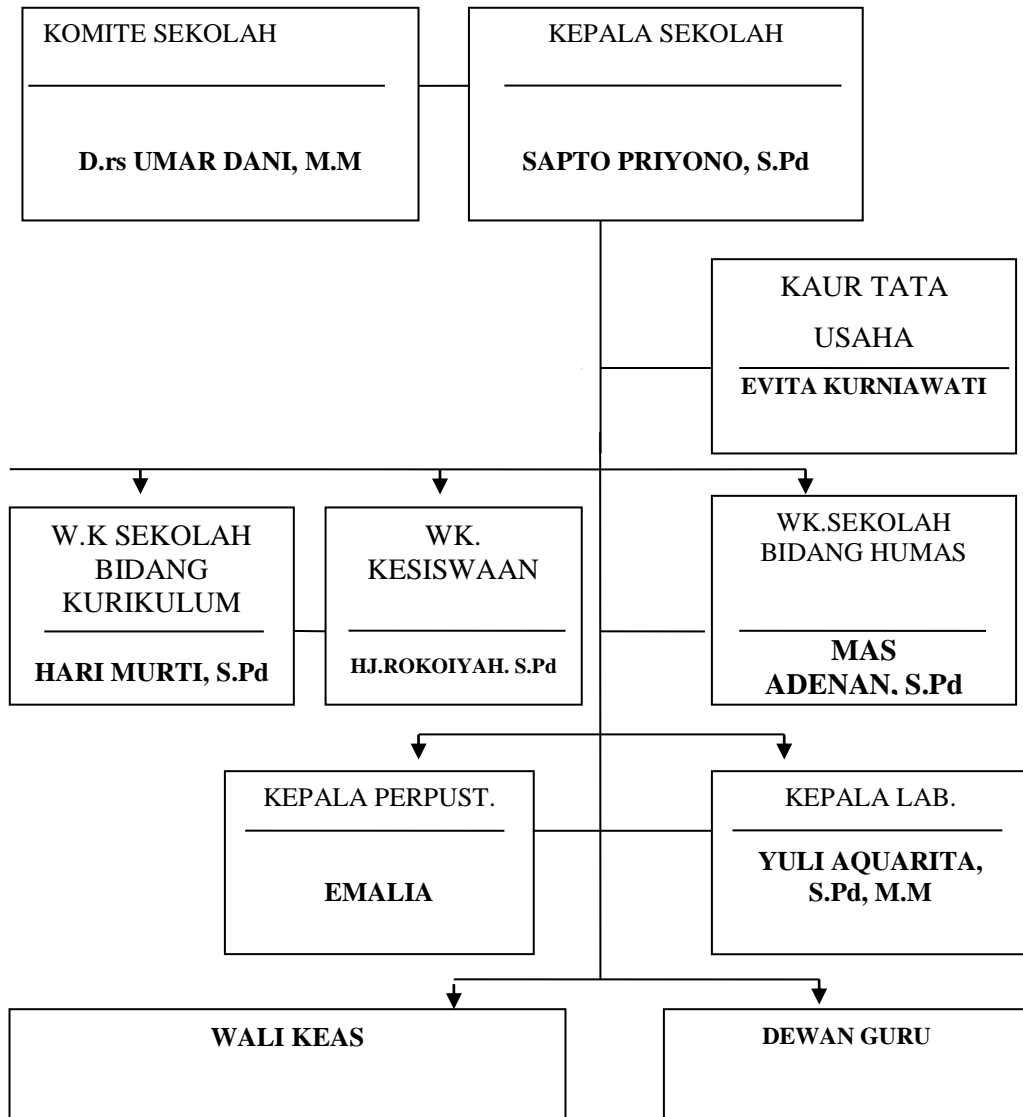 KOMITE SEKOLAH
D.rs UMAR DANI, M.M
KEPALA SEKOLAH
SAPTO PRIYONO, S.Pd
KAUR TATA
USAHA
EVITA KURNIAWATI
W.K SEKOLAH
BIDANG
KURIKULUM
HARI MURTI, S.Pd
WK.
KESISWAAN
HJ.ROKOIYAH. S.Pd
WK.SEKOLAH
BIDANG HUMAS
MAS
ADENAN, S.Pd
KEPALA PERPUST.
EMALIA
KEPALA LAB.
YULI AQUARITA,
S.Pd, M.M
WALI KEAS
DEWAN GURU